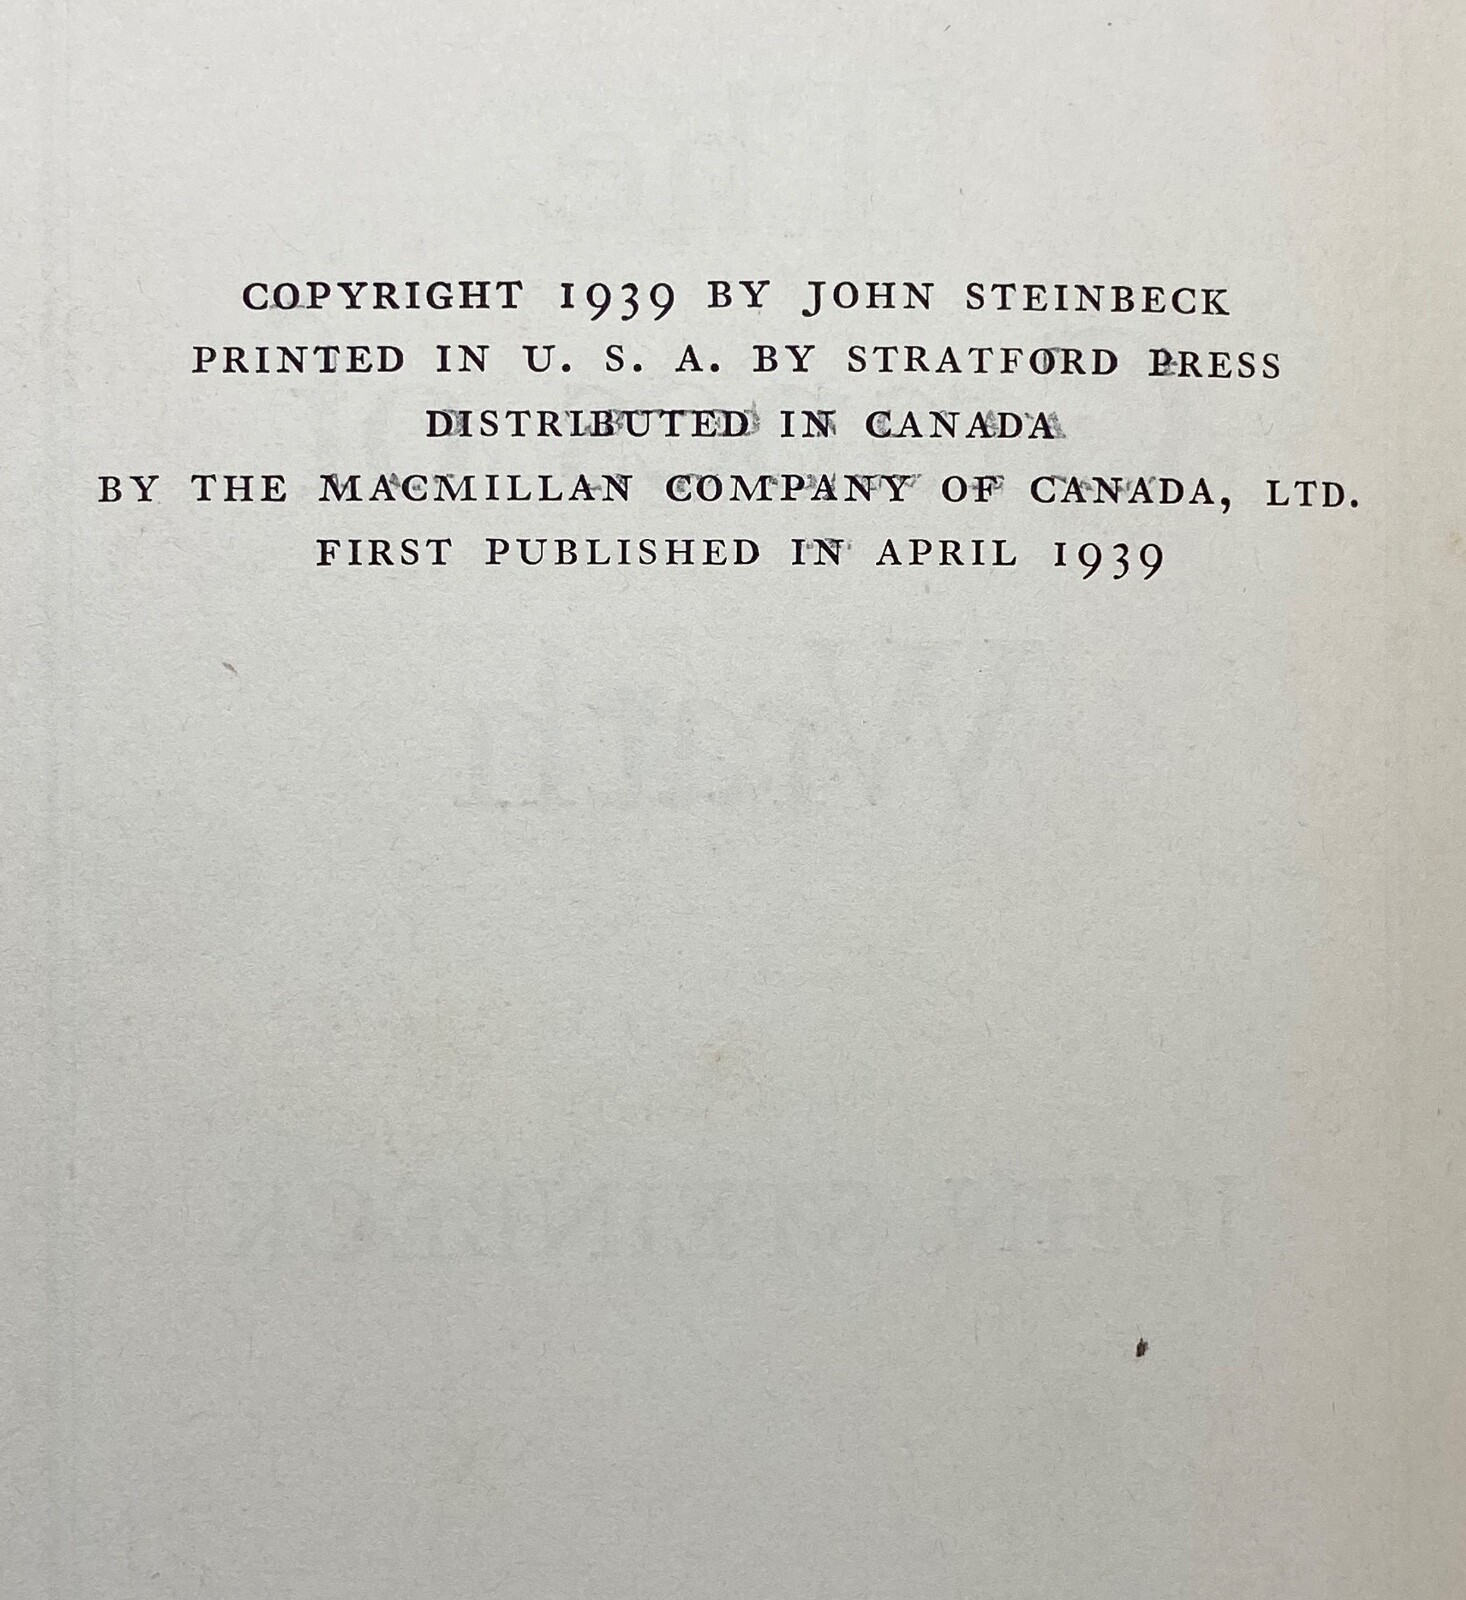 COPYRIGHT 1939 BY JOHN STEINBECK
PRINTED IN U. S. A. BY STRATFORD PRESS
DISTRIBUTED IN CANADA
BY THE MACMILLAN COMPANY OF CANADA, LTD.
FIRST PUBLISHED IN APRIL 1939